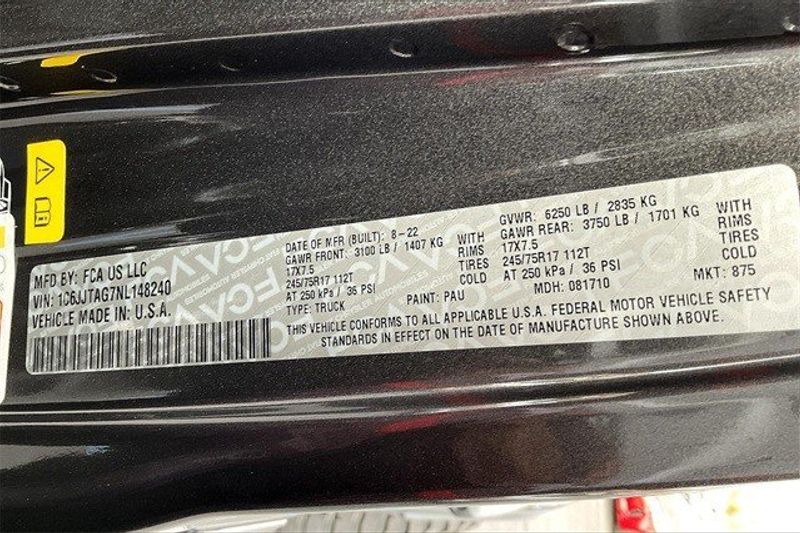 MFD BY: FCA US LLC
VIN: 1C6JJTAG7NL148240
VEHICLE MADE IN: U.S.A.
DATE OF MFR (BUILT): 8-22
GAWR FRONT: 3100 LB / 1407 KG WITH
17X7.5 RIMS
245/75R17 112T TIRES
AT 250 kPa / 36 PSI COLD
TYPE: TRUCK PAINT: PAU
GVWR: 6250 LB / 2835 KG
GAWR REAR: 3750 LB / 1701 KG WITH
17X7.5 RIMS
245/75R17 112T TIRES
AT 250 kPa / 36 PSI COLD
MDH: 081710 MKT: 875
THIS VEHICLE CONFORMS TO ALL APPLICABLE U.S.A. FEDERAL MOTOR VEHICLE SAFETY
STANDARDS IN EFFECT ON THE DATE OF MANUFACTURE SHOWN ABOVE.